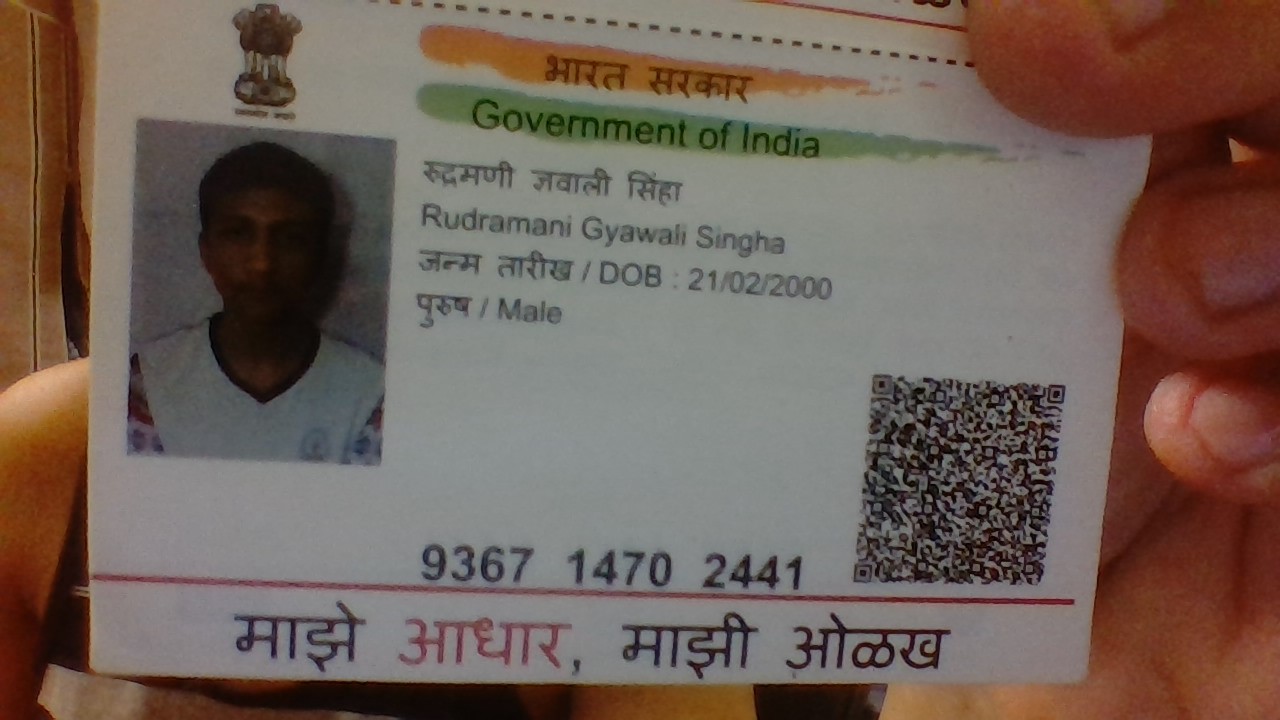 भारत सरकार
Government of India
रुद्रमणी ज्ञवाली सिंहा
Rudramani Gyawali Singha
जन्म तारीख / DOB : 21/02/2000
पुरुष / Male
9367 1470 2441
माझे आधार, माझी ओळख